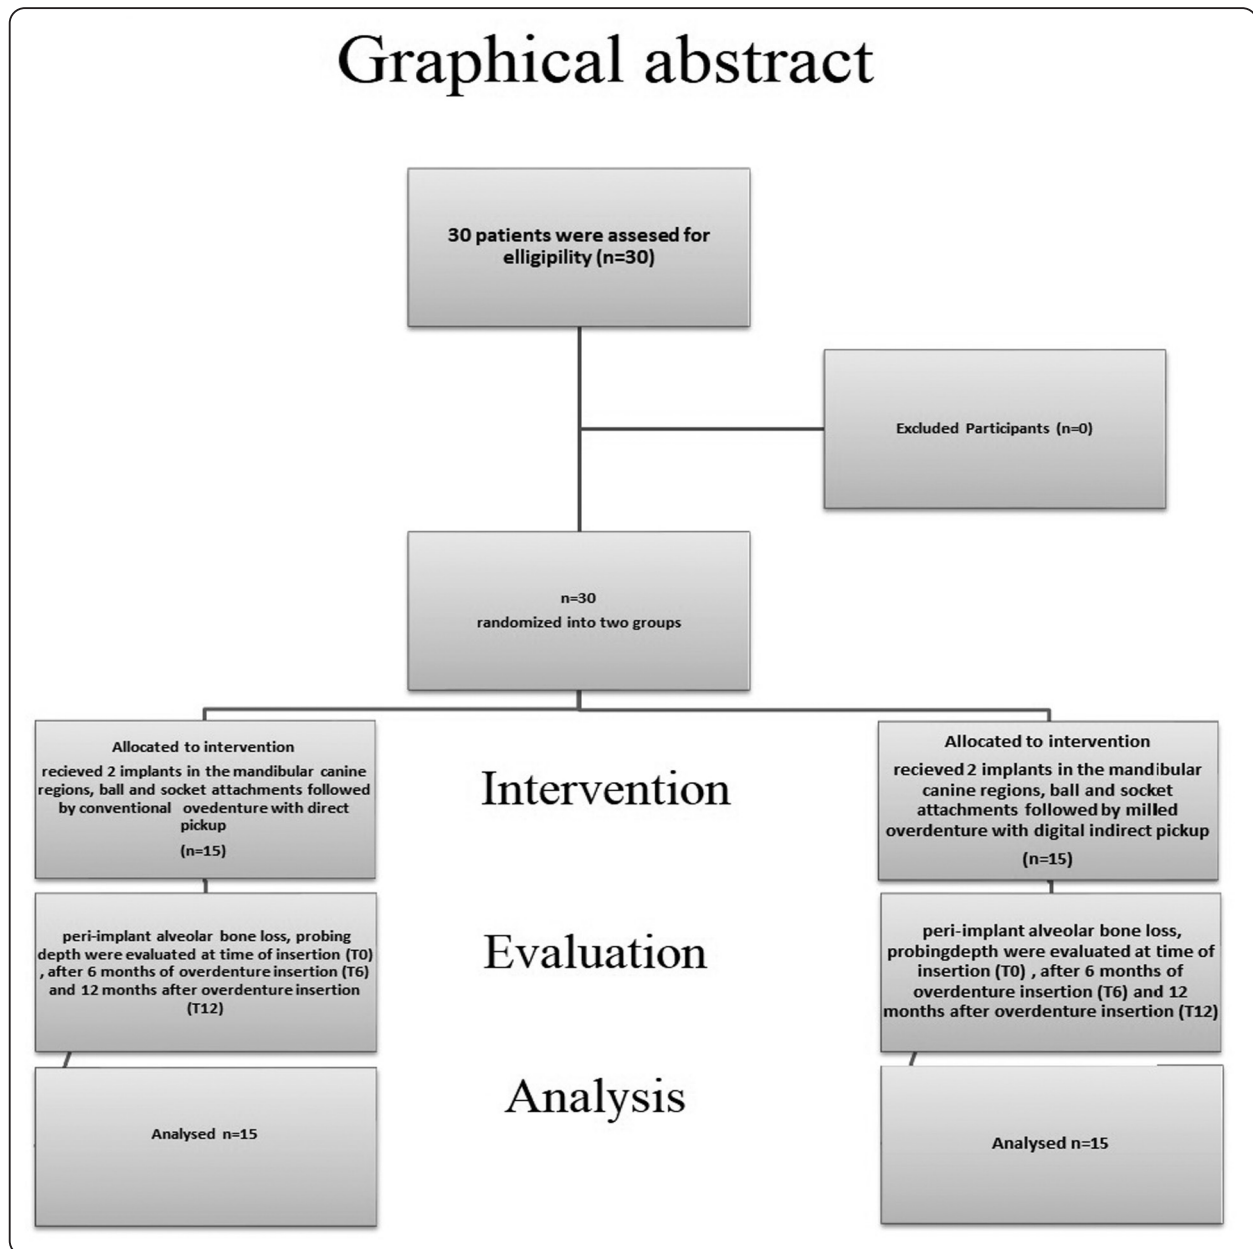 Graphical abstract
30 patients were assesed for
elligipility (n=30)
Excluded Participants (n=0)
n=30
randomized into two groups
Allocated to intervention
recieved 2 implants in the mandibular canine
regions, ball and socket attachments followed
by conventional ovedenture with direct
pickup
(n=15)
Intervention
Allocated to intervention
recieved 2 implants in the mandibular
canine regions, ball and socket
attachments followed by milled
overdenture with digital indirect pickup
(n=15)
peri-implant alveolar bone loss, probing
depth were evaluated at time of insertion (T0)
, after 6 months of overdenture insertion (T6)
and 12 months after overdenture insertion
(T12)
Evaluation
peri-implant alveolar bone loss,
probingdepth were evaluated at time of
insertion (T0) , after 6 months of
overdenture insertion (T6) and 12
months after overdenture insertion (T12)
Analysed n=15
Analysis
Analysed n=15